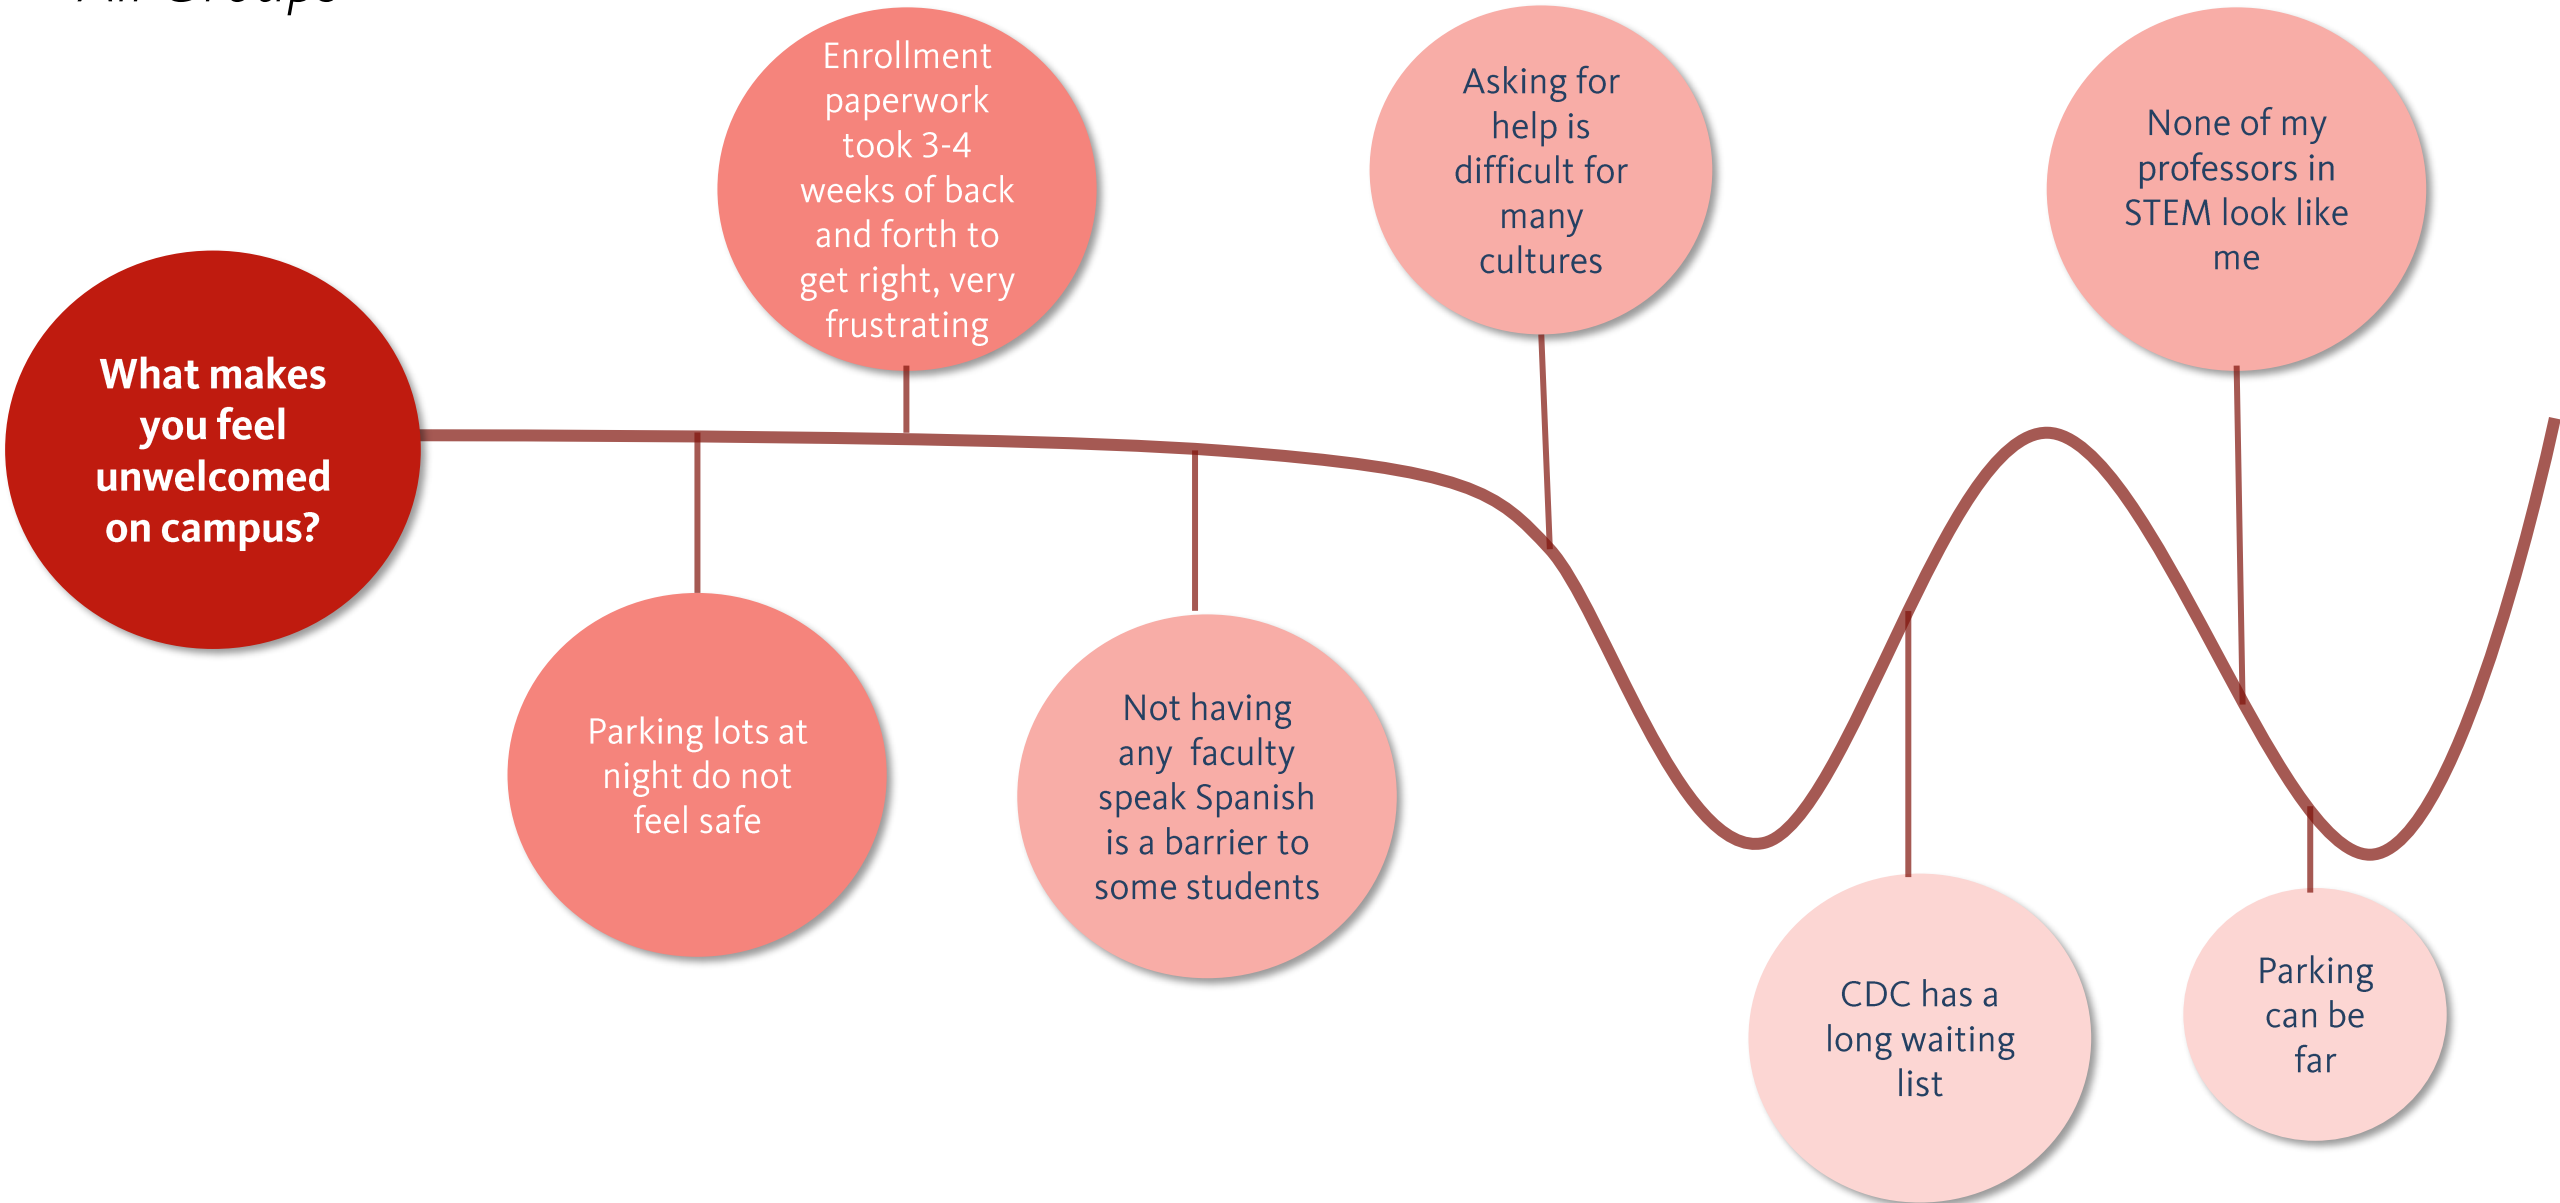 All Groups
What makes
you feel
unwelcomed
on campus?
Enrollment
paperwork
took 3-4
weeks of back
and forth to
get right, very
frustrating
Parking lots at
night do not
feel safe
Not having
any  faculty
speak Spanish
is a barrier to
some students
Asking for
help is
difficult for
many
cultures
CDC has a
long waiting
list
None of my
professors in
STEM look like
me
Parking
can be
far